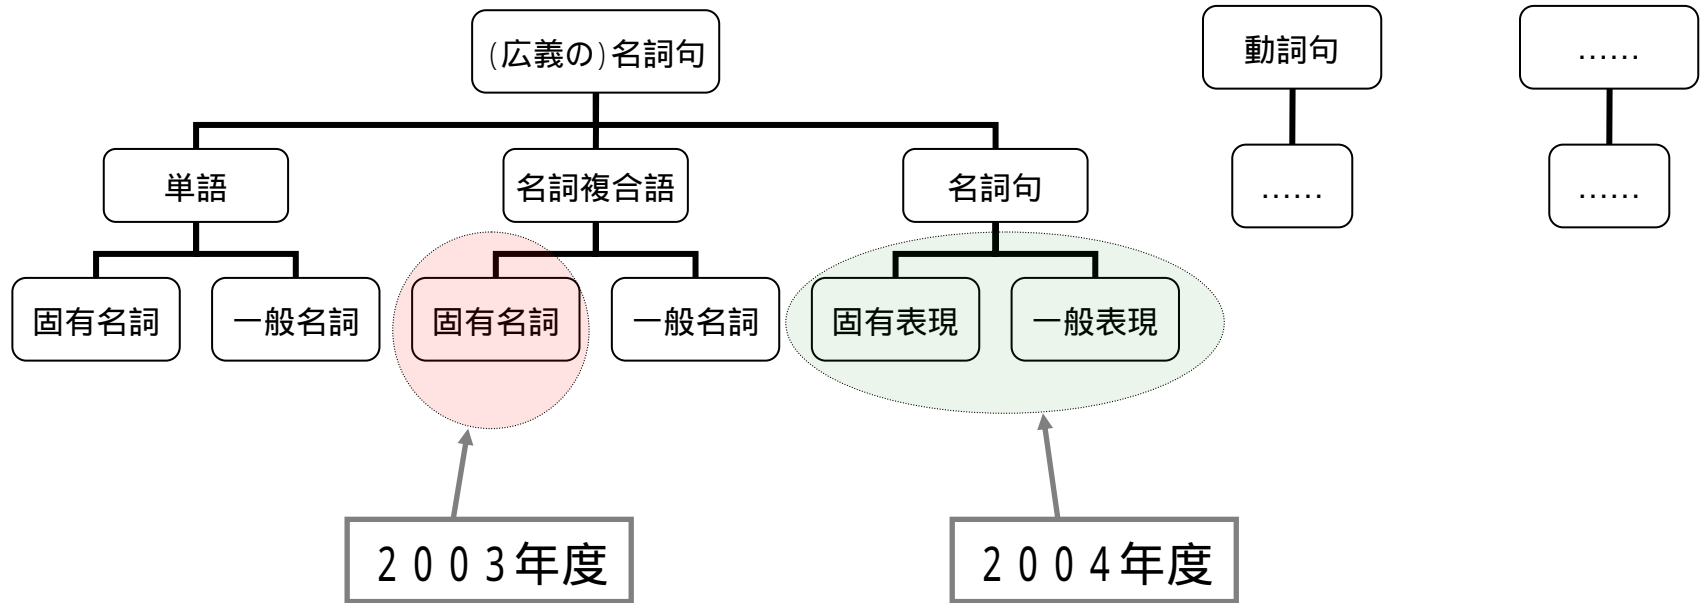 (広義の)名詞句
動詞句
……
単語
名詞複合語
名詞句
……
……
固有名詞
一般名詞
固有名詞
一般名詞
固有表現
一般表現
２００３年度
２００４年度